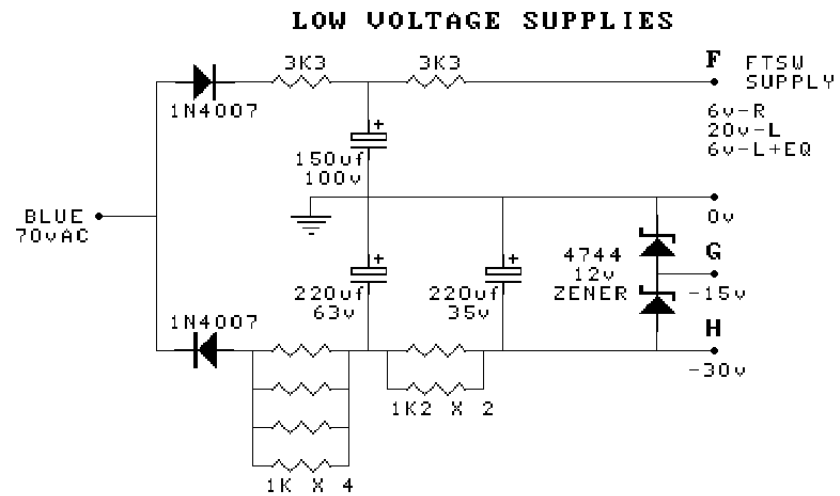 LOW VOLTAGE SUPPLIES
3K3
3K3
F
FTSW
SUPPLY
1N4007
6v-R
20v-L
6v-L+EQ
+
150uf
100v
BLUE
70vAC
0v
+
+
4744
12v
ZENER
G
220uf
63v
220uf
35v
-15v
1N4007
H
-30v
1K2 X 2
1K X 4